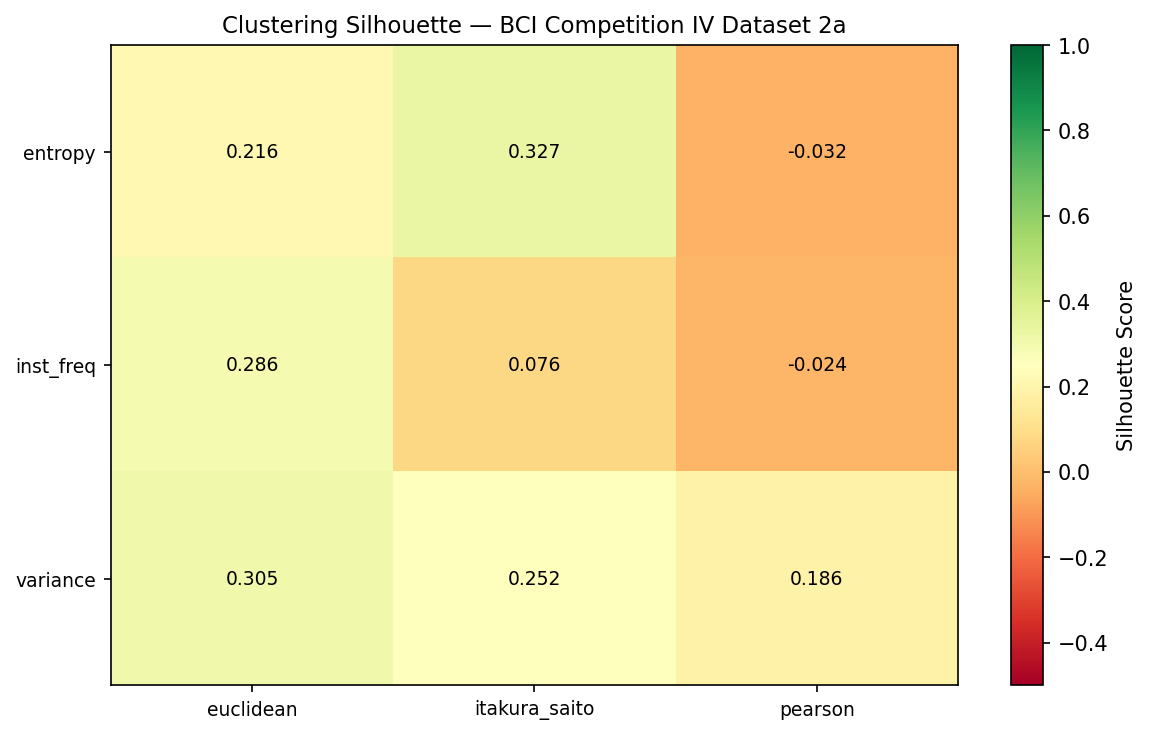 Clustering Silhouette — BCI Competition IV Dataset 2a
entropy
0.216
0.327
-0.032
inst_freq
0.286
0.076
-0.024
variance
0.305
0.252
0.186
euclidean
itakura_saito
pearson
1.0
0.8
0.6
0.4
0.2
0.0
−0.2
−0.4
Silhouette Score